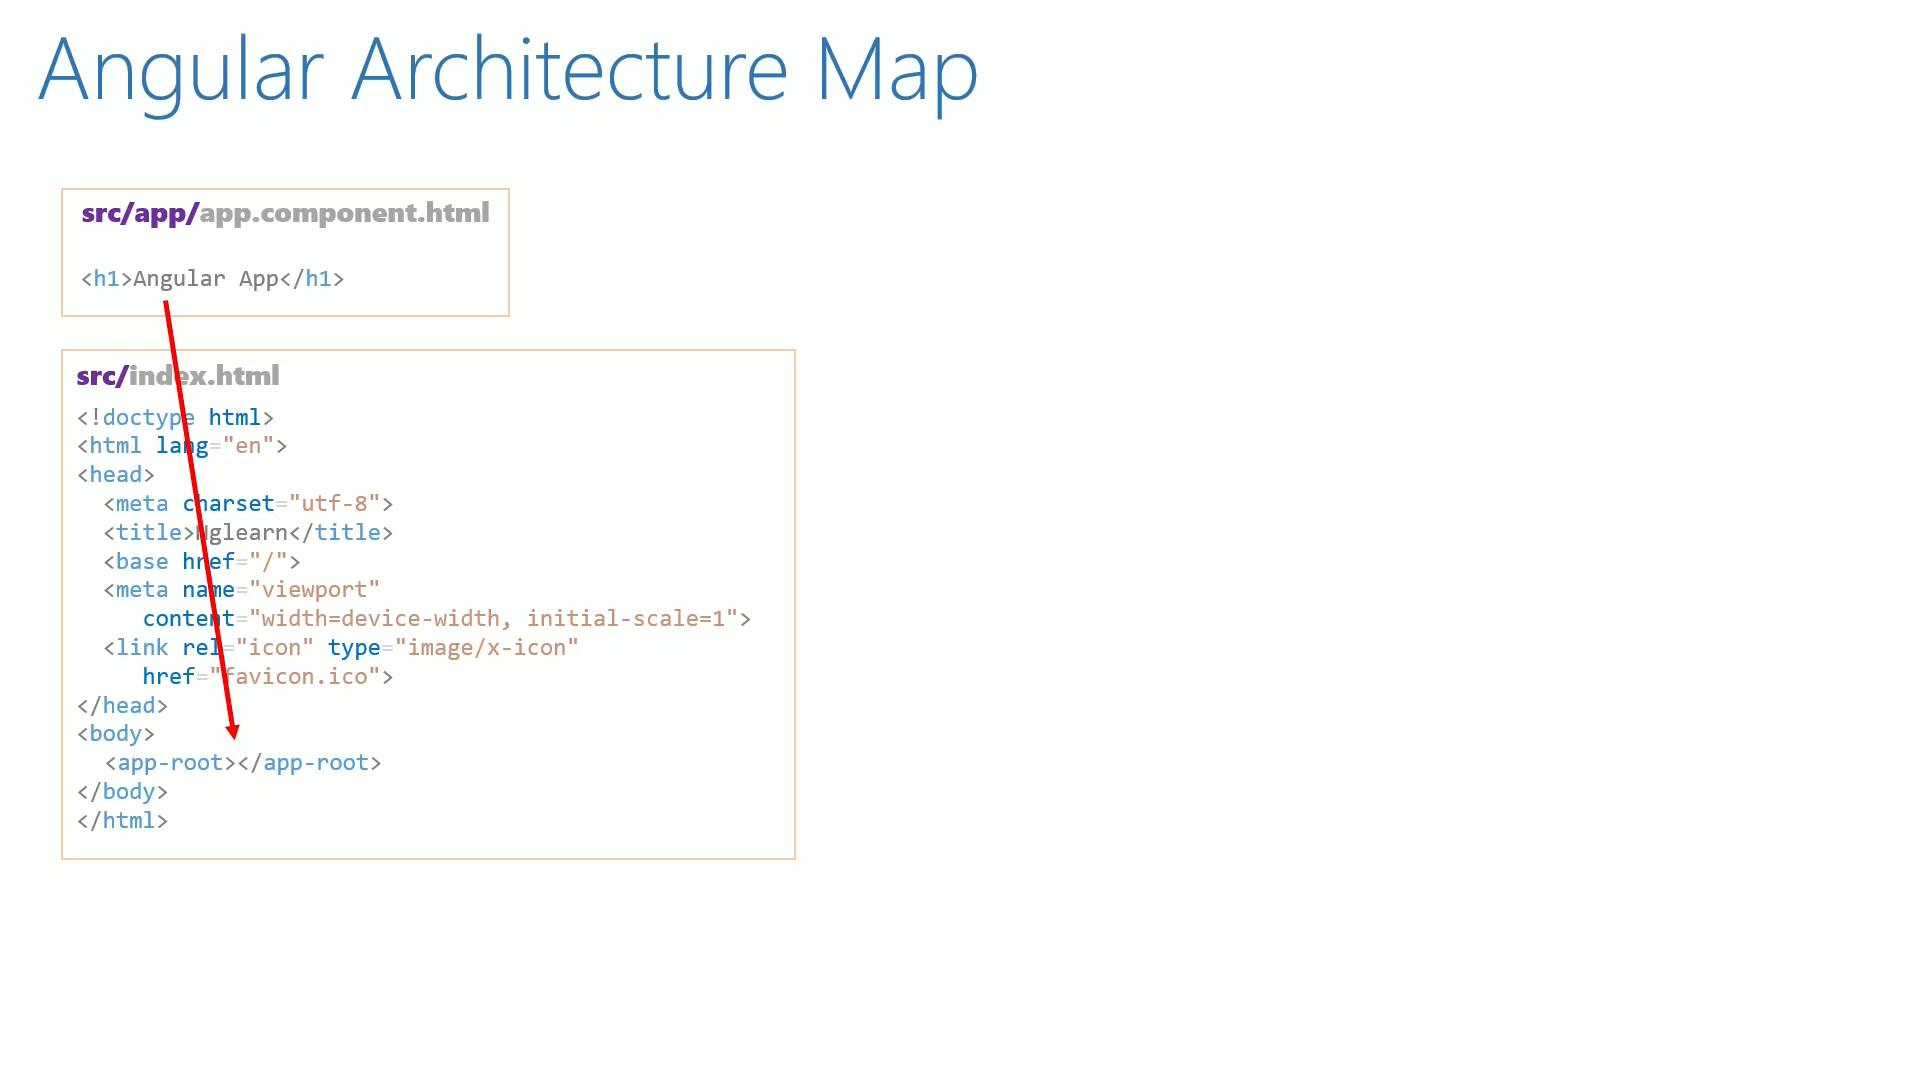 Angular Architecture Map
src/app/app.component.html
<h1>Angular App</h1>
src/index.html
<!doctype html>
<html lang="en">
<head>
  <meta charset="utf-8">
  <title>Nglearn</title>
  <base href="/">
  <meta name="viewport"
     content="width=device-width, initial-scale=1">
  <link rel="icon" type="image/x-icon"
     href="favicon.ico">
</head>
<body>
  <app-root></app-root>
</body>
</html>